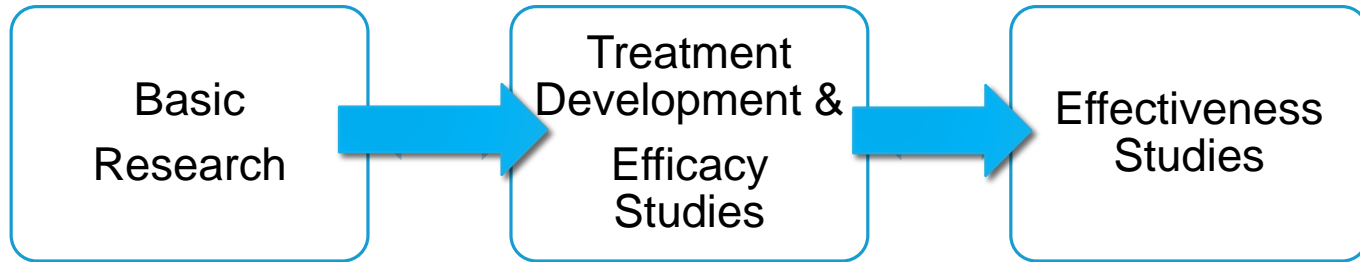 Basic
Research
Treatment
Development &
Efficacy
Studies
Effectiveness
Studies